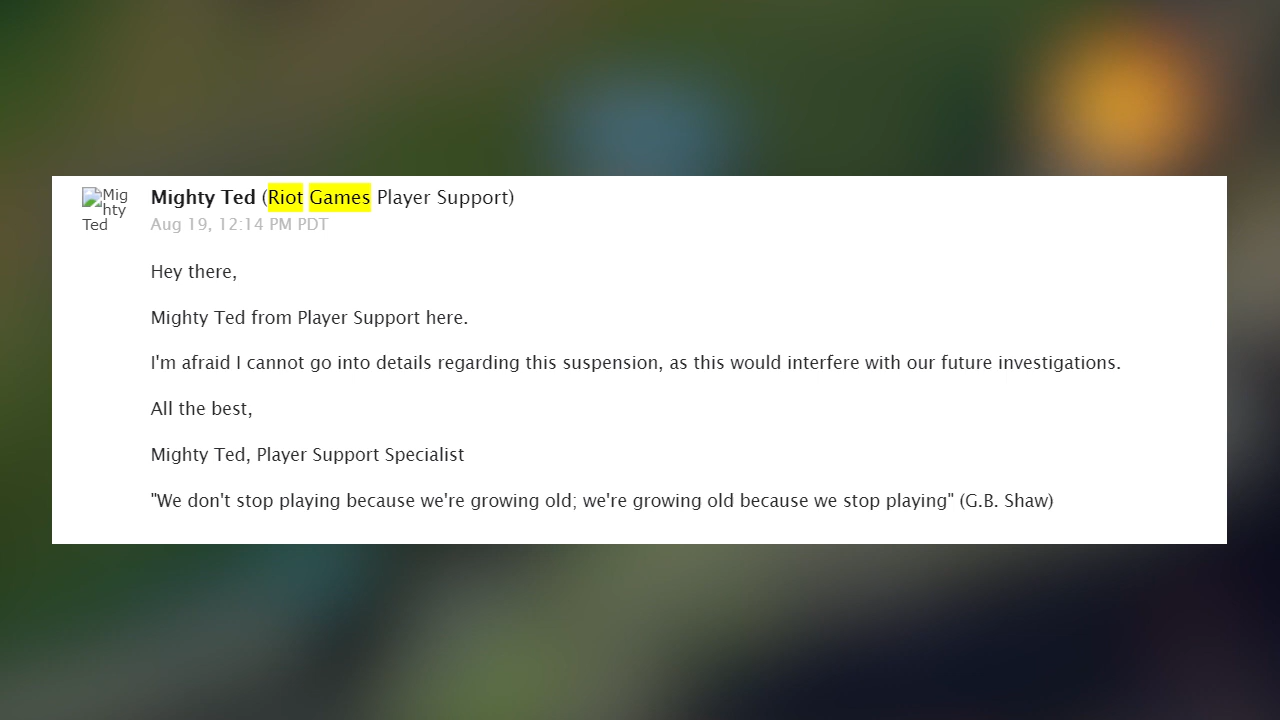 Mighty Ted
Mighty Ted (Riot Games Player Support)
Aug 19, 12:14 PM PDT
Hey there,
Mighty Ted from Player Support here.
I'm afraid I cannot go into details regarding this suspension, as this would interfere with our future investigations.
All the best,
Mighty Ted, Player Support Specialist
"We don't stop playing because we're growing old; we're growing old because we stop playing" (G.B. Shaw)